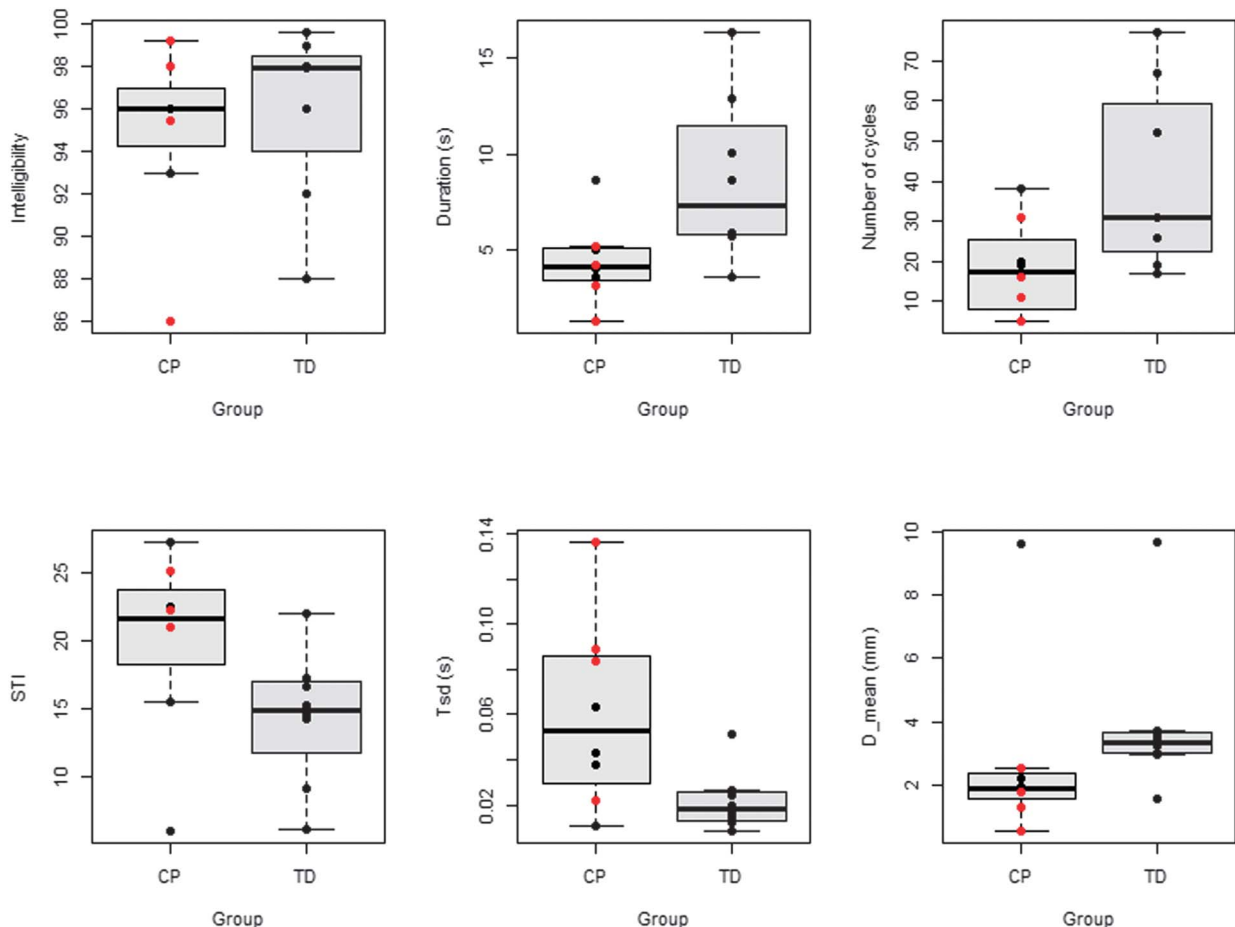 Intelligibility
100
98
96
94
92
90
88
86
CP
TD
Group
Duration (s)
15
10
5
CP
TD
Group
Number of cycles
70
60
50
40
30
20
10
CP
TD
Group
STI
25
20
15
10
CP
TD
Group
Tsd (s)
0.14
0.10
0.06
0.02
CP
TD
Group
D_mean (mm)
10
8
6
4
2
CP
TD
Group